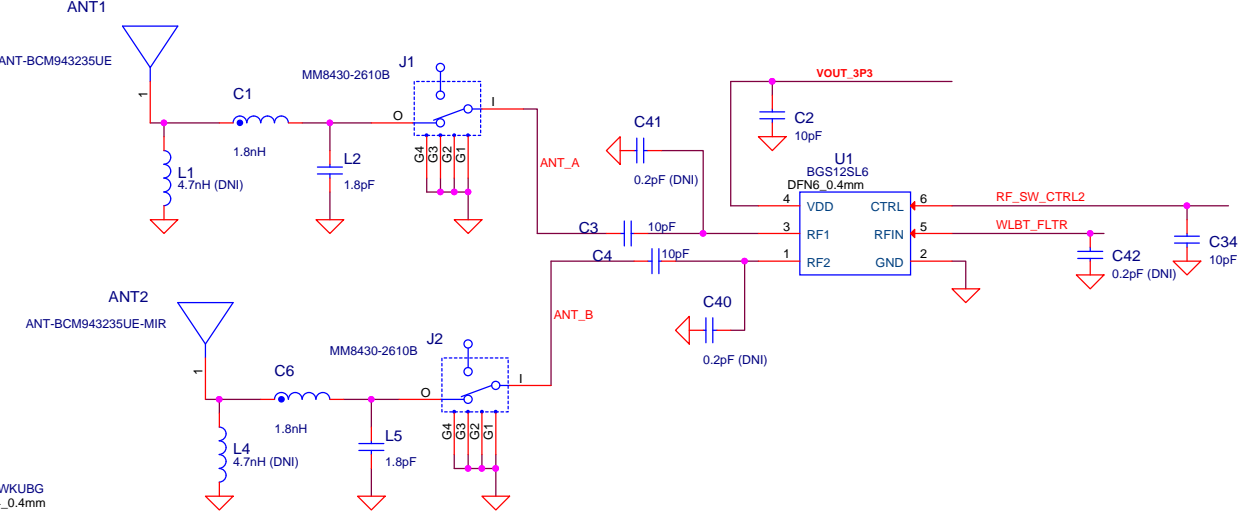 ANT1
ANT-BCM943235UE
1
C1
1.8nH
L1
4.7nH (DNI)
L2
1.8pF
MM8430-2610B
J1
O
I
G4
G3
G2
G1
ANT_A
C41
0.2pF (DNI)
C3
10pF
C4
10pF
VOUT_3P3
C2
10pF
U1
BGS12SL6
DFN6_0.4mm
4
VDD
CTRL
6
3
RF1
RFIN
5
1
RF2
GND
2
RF_SW_CTRL2
WLBT_FLTR
C42
0.2pF (DNI)
C34
10pF
ANT2
ANT-BCM943235UE-MIR
1
C6
1.8nH
L4
4.7nH (DNI)
L5
1.8pF
MM8430-2610B
J2
O
I
G4
G3
G2
G1
ANT_B
C40
0.2pF (DNI)
WKUBG
_0.4mm